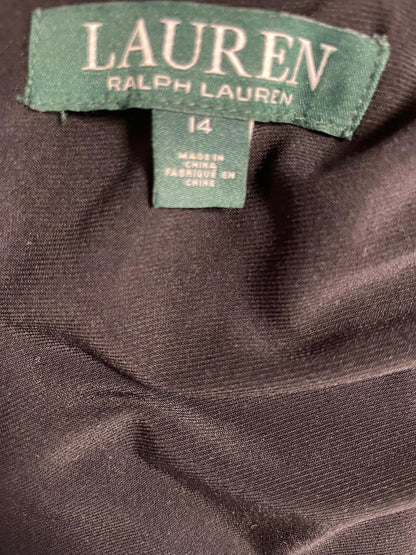 LAUREN
RALPH LAUREN
14
MADE IN
CHINA
FABRIQUÉ EN
CHINE